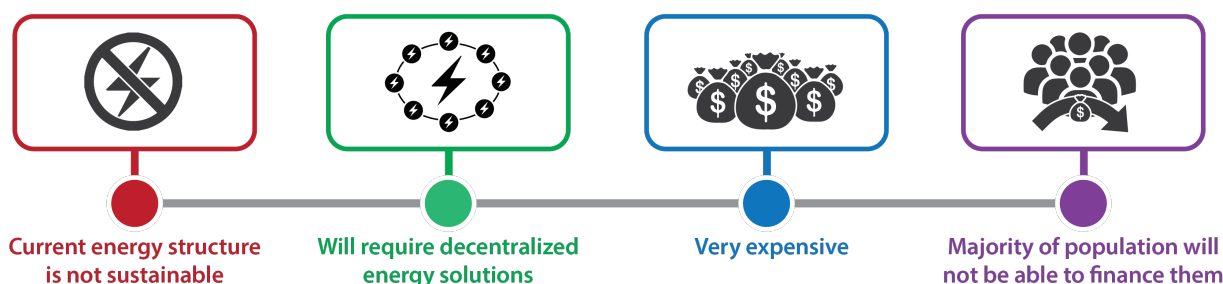 Current energy structure
is not sustainable
Will require decentralized
energy solutions
Very expensive
Majority of population will
not be able to finance them
$ $ $ $ $ $ $
$